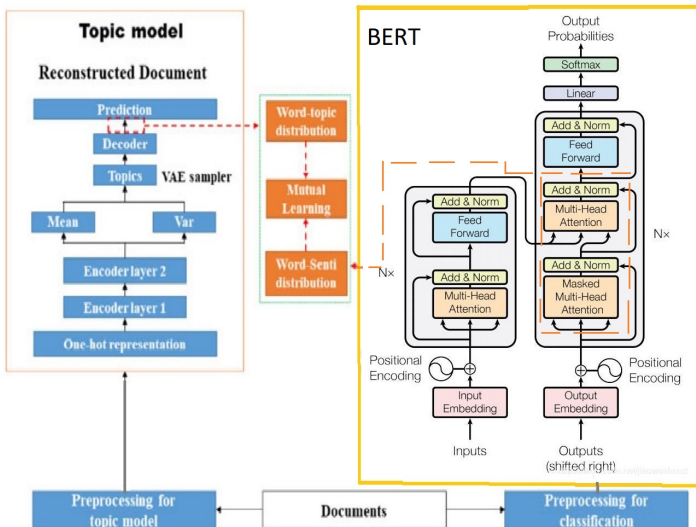 Topic model
Reconstructed Document
Prediction
Decoder
Topics
VAE sampler
Mean
Var
Encoder layer 2
Encoder layer 1
One-hot representation
Preprocessing for
topic model
Word-topic
distribution
Mutual
Learning
Word-Senti
distribution
Documents
BERT
Output
Probabilities
Softmax
Linear
Add & Norm
Feed
Forward
Add & Norm
Multi-Head
Attention
Add & Norm
Masked
Multi-Head
Attention
N×
Add & Norm
Feed
Forward
Add & Norm
Multi-Head
Attention
N×
Positional
Encoding
Positional
Encoding
Input
Embedding
Output
Embedding
Inputs
Outputs
(shifted right)
Preprocessing for
classification